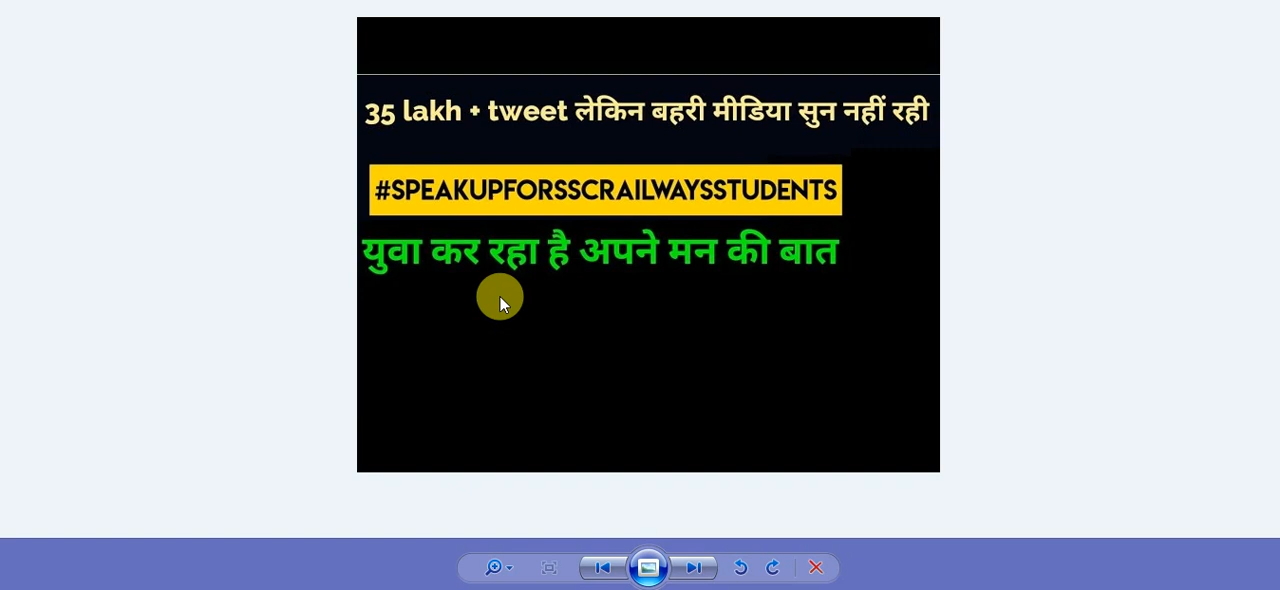 35 lakh + tweet लेकिन बहरी मीडिया सुन नहीं रही
#SPEAKUPFORSSCRAILWAYSSTUDENTS
युवा कर रहा है अपने मन की बात